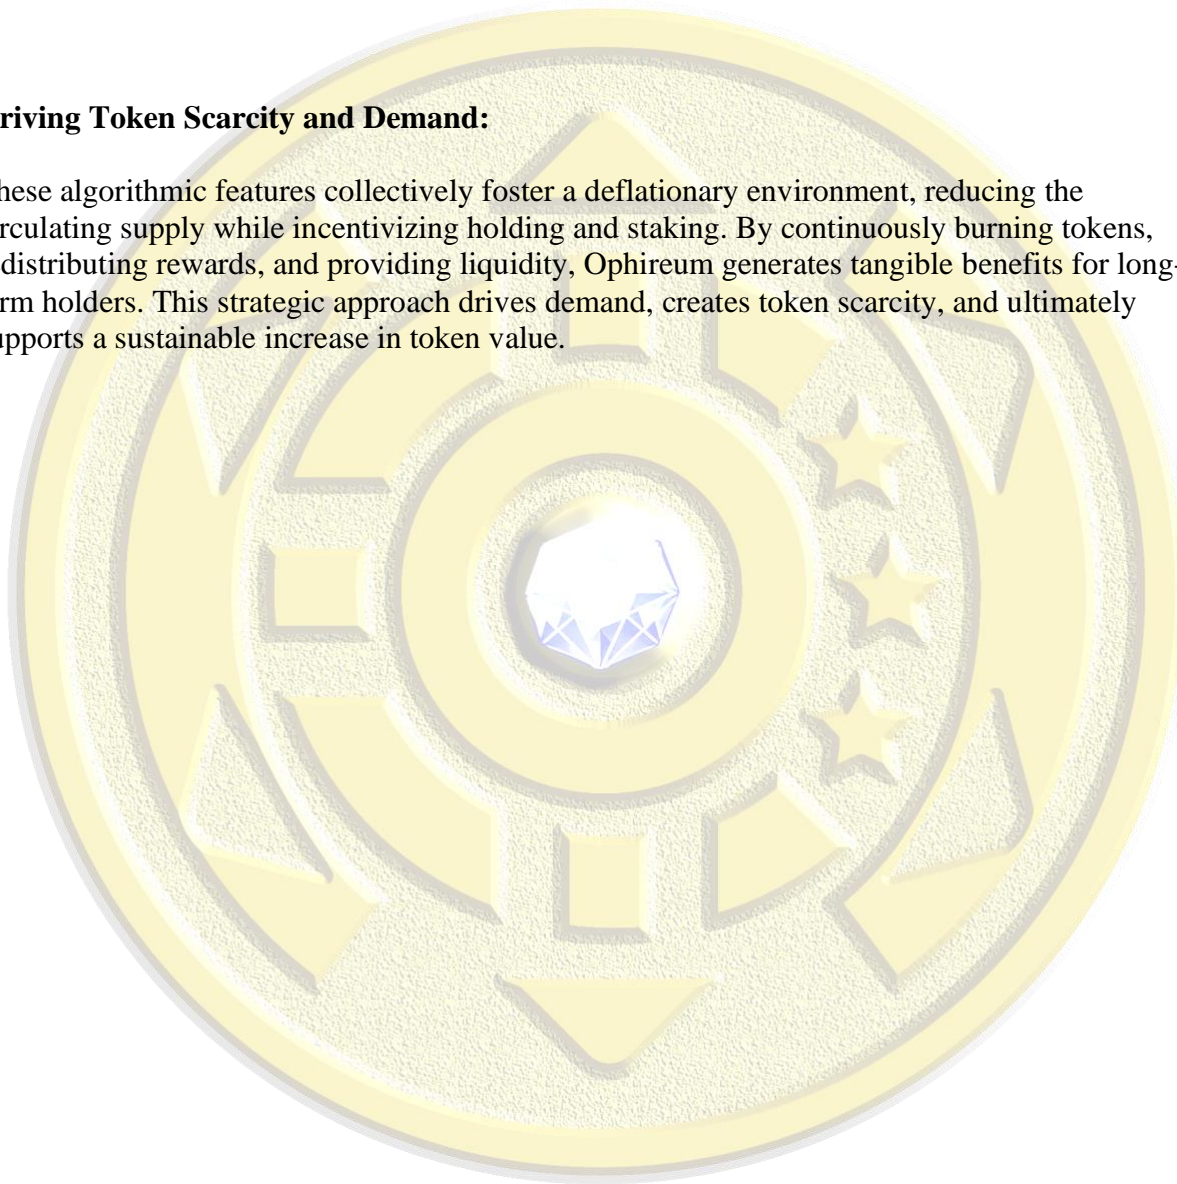 riving Token Scarcity and Demand:
hese algorithmic features collectively foster a deflationary environment, reducing the
rculating supply while incentivizing holding and staking. By continuously burning tokens,
distributing rewards, and providing liquidity, Ophireum generates tangible benefits for long-
rm holders. This strategic approach drives demand, creates token scarcity, and ultimately
upports a sustainable increase in token value.